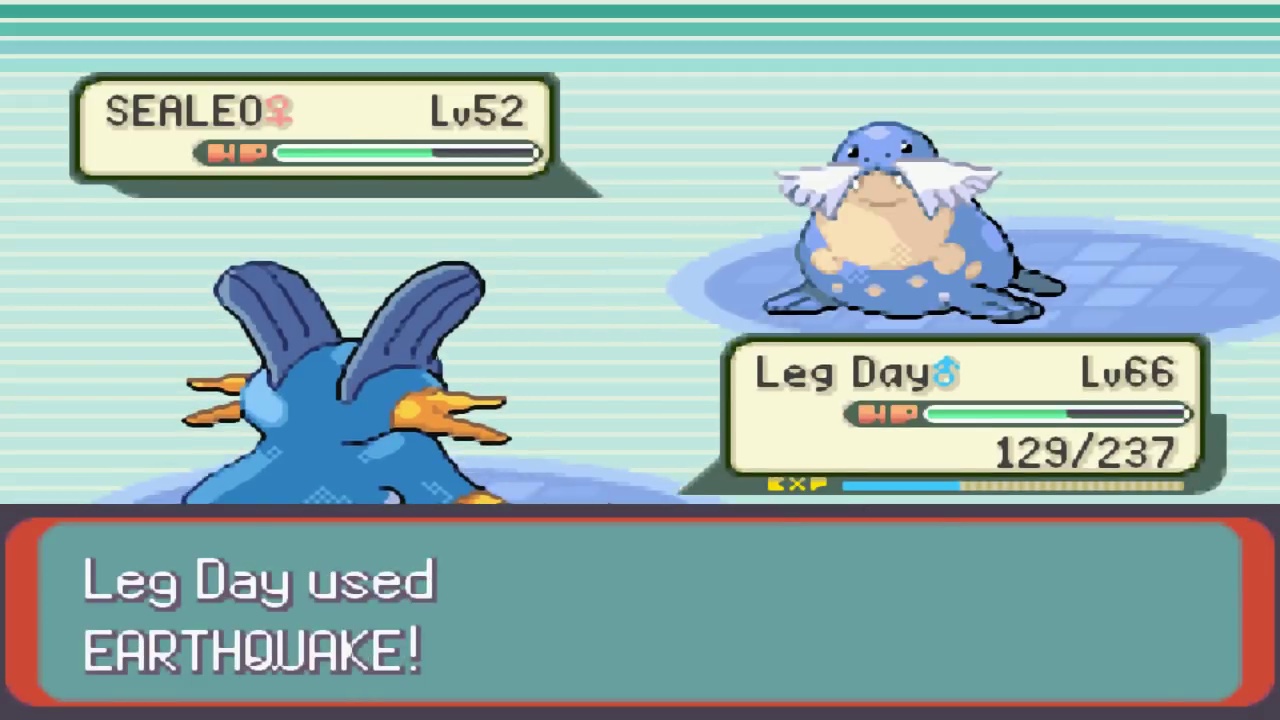 SEALEO♀ Lv52
HP
Leg Day♂ Lv66
HP
129/237
EXP
Leg Day used
EARTHQUAKE!